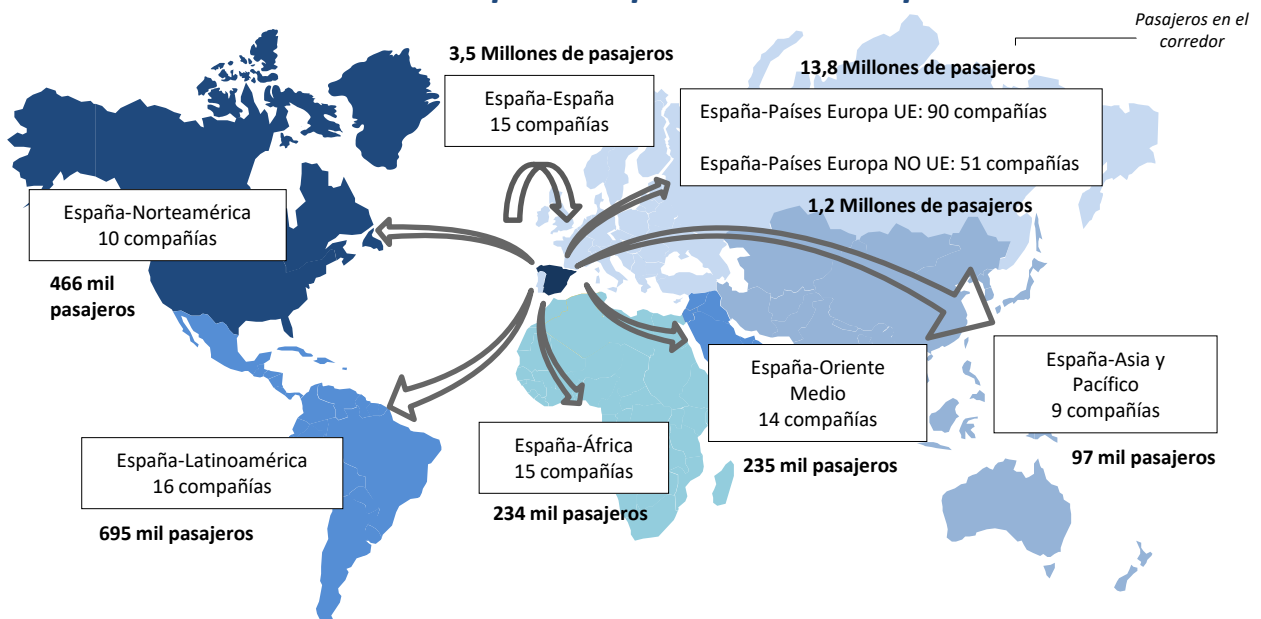 Pasajeros en el
corredor
3,5 Millones de pasajeros
España-España
15 compañías
13,8 Millones de pasajeros
España-Países Europa UE: 90 compañías
España-Países Europa NO UE: 51 compañías
1,2 Millones de pasajeros
España-Norteamérica
10 compañías
466 mil
pasajeros
España-Oriente
Medio
14 compañías
235 mil pasajeros
España-Asia y
Pacífico
9 compañías
97 mil pasajeros
España-África
15 compañías
234 mil pasajeros
España-Latinoamérica
16 compañías
695 mil pasajeros